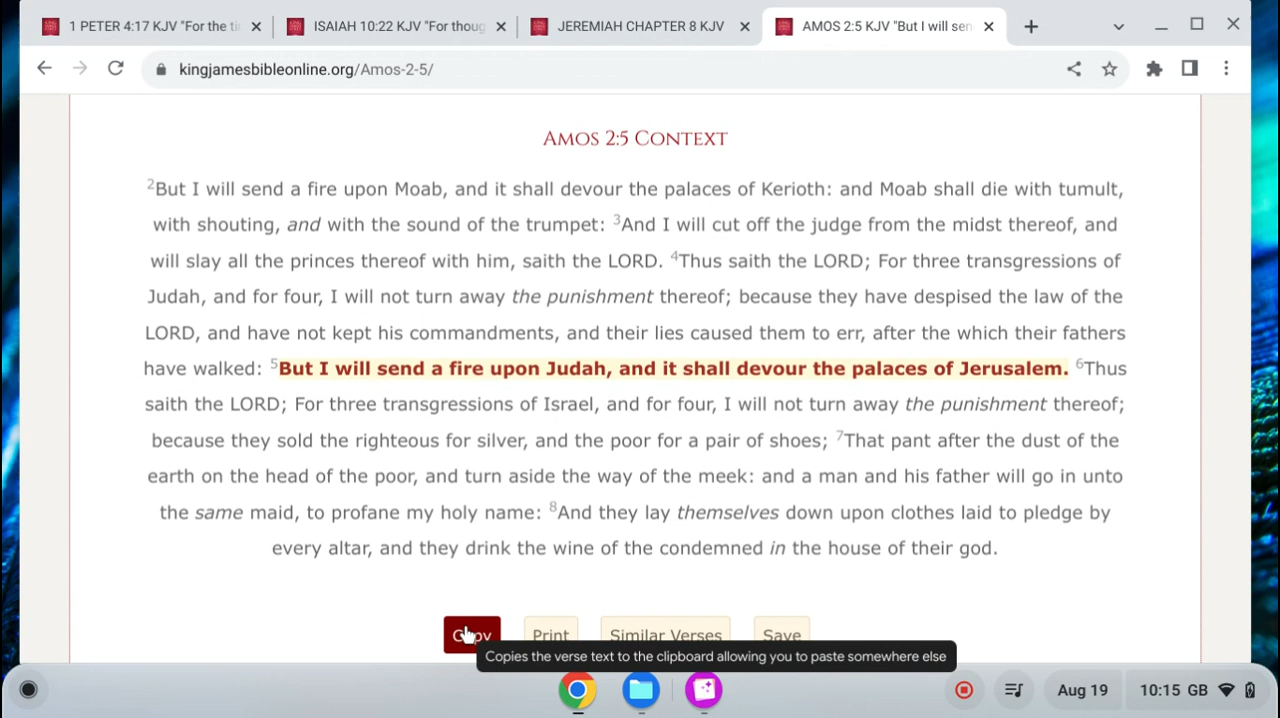 1 PETER 4:17 KJV "For the ti
ISAIAH 10:22 KJV "For thoug
JEREMIAH CHAPTER 8 KJV
AMOS 2:5 KJV "But I will sen
kingjamesbibleonline.org/Amos-2-5/
AMOS 2:5 CONTEXT
2But I will send a fire upon Moab, and it shall devour the palaces of Kerioth: and Moab shall die with tumult,
with shouting, and with the sound of the trumpet: 3And I will cut off the judge from the midst thereof, and
will slay all the princes thereof with him, saith the LORD. 4Thus saith the LORD; For three transgressions of
Judah, and for four, I will not turn away the punishment thereof; because they have despised the law of the
LORD, and have not kept his commandments, and their lies caused them to err, after the which their fathers
have walked: 5But I will send a fire upon Judah, and it shall devour the palaces of Jerusalem. 6Thus
saith the LORD; For three transgressions of Israel, and for four, I will not turn away the punishment thereof;
because they sold the righteous for silver, and the poor for a pair of shoes; 7That pant after the dust of the
earth on the head of the poor, and turn aside the way of the meek: and a man and his father will go in unto
the same maid, to profane my holy name: 8And they lay themselves down upon clothes laid to pledge by
every altar, and they drink the wine of the condemned in the house of their god.
Copy Print Similar Verses Save
Copies the verse text to the clipboard allowing you to paste somewhere else
Aug 19 10:15 GB